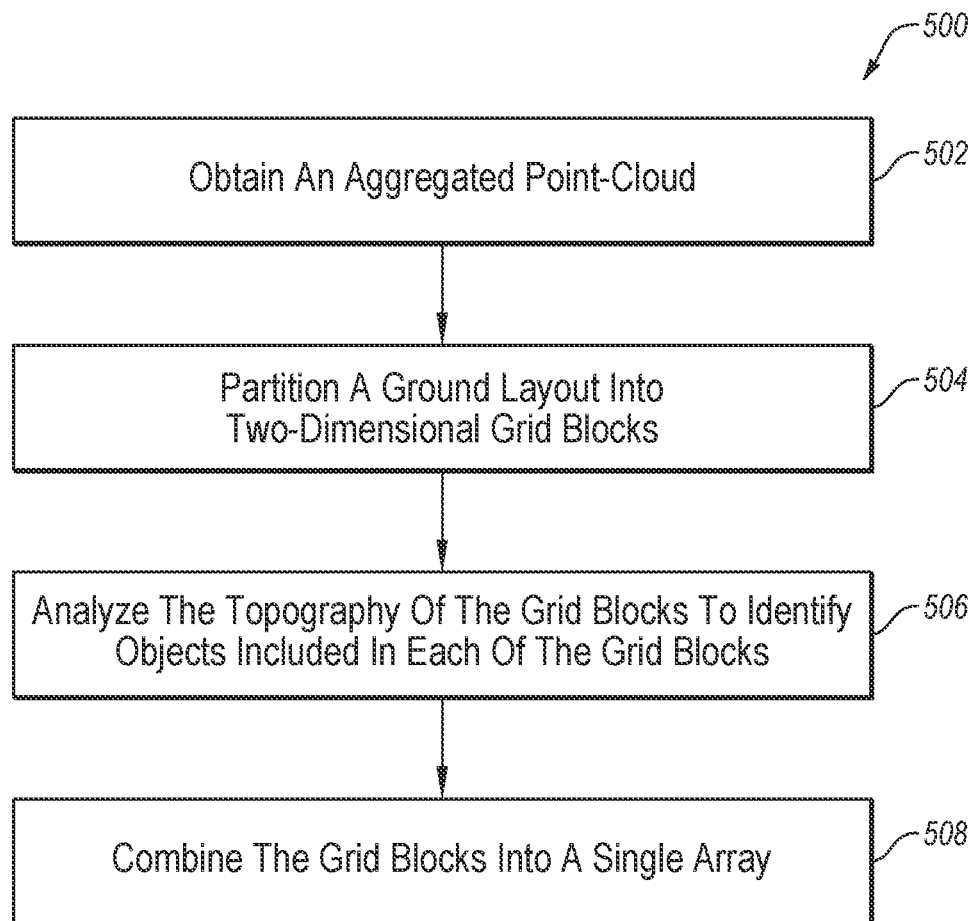 500
Obtain An Aggregated Point-Cloud
502
Partition A Ground Layout Into
Two-Dimensional Grid Blocks
504
Analyze The Topography Of The Grid Blocks To Identify
Objects Included In Each Of The Grid Blocks
506
Combine The Grid Blocks Into A Single Array
508